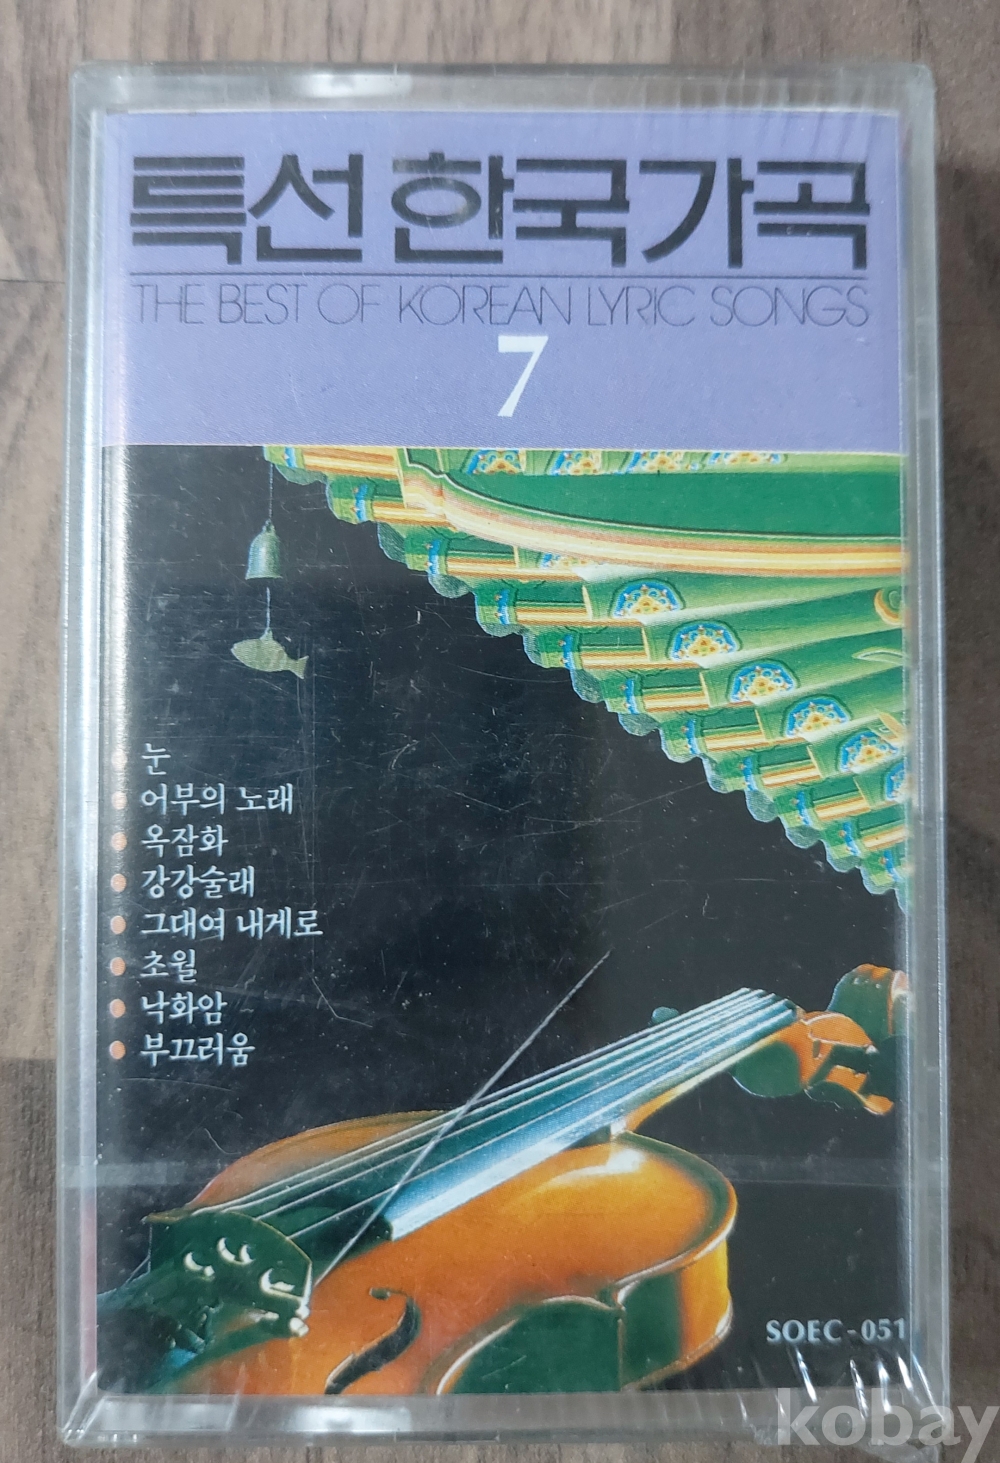 특선 한국가곡
THE BEST OF KOREAN LYRIC SONGS
7
눈
어부의 노래
옥잠화
강강술래
그대여 내게로
초월
낙화암
부끄러움
SOEC-051
kobay